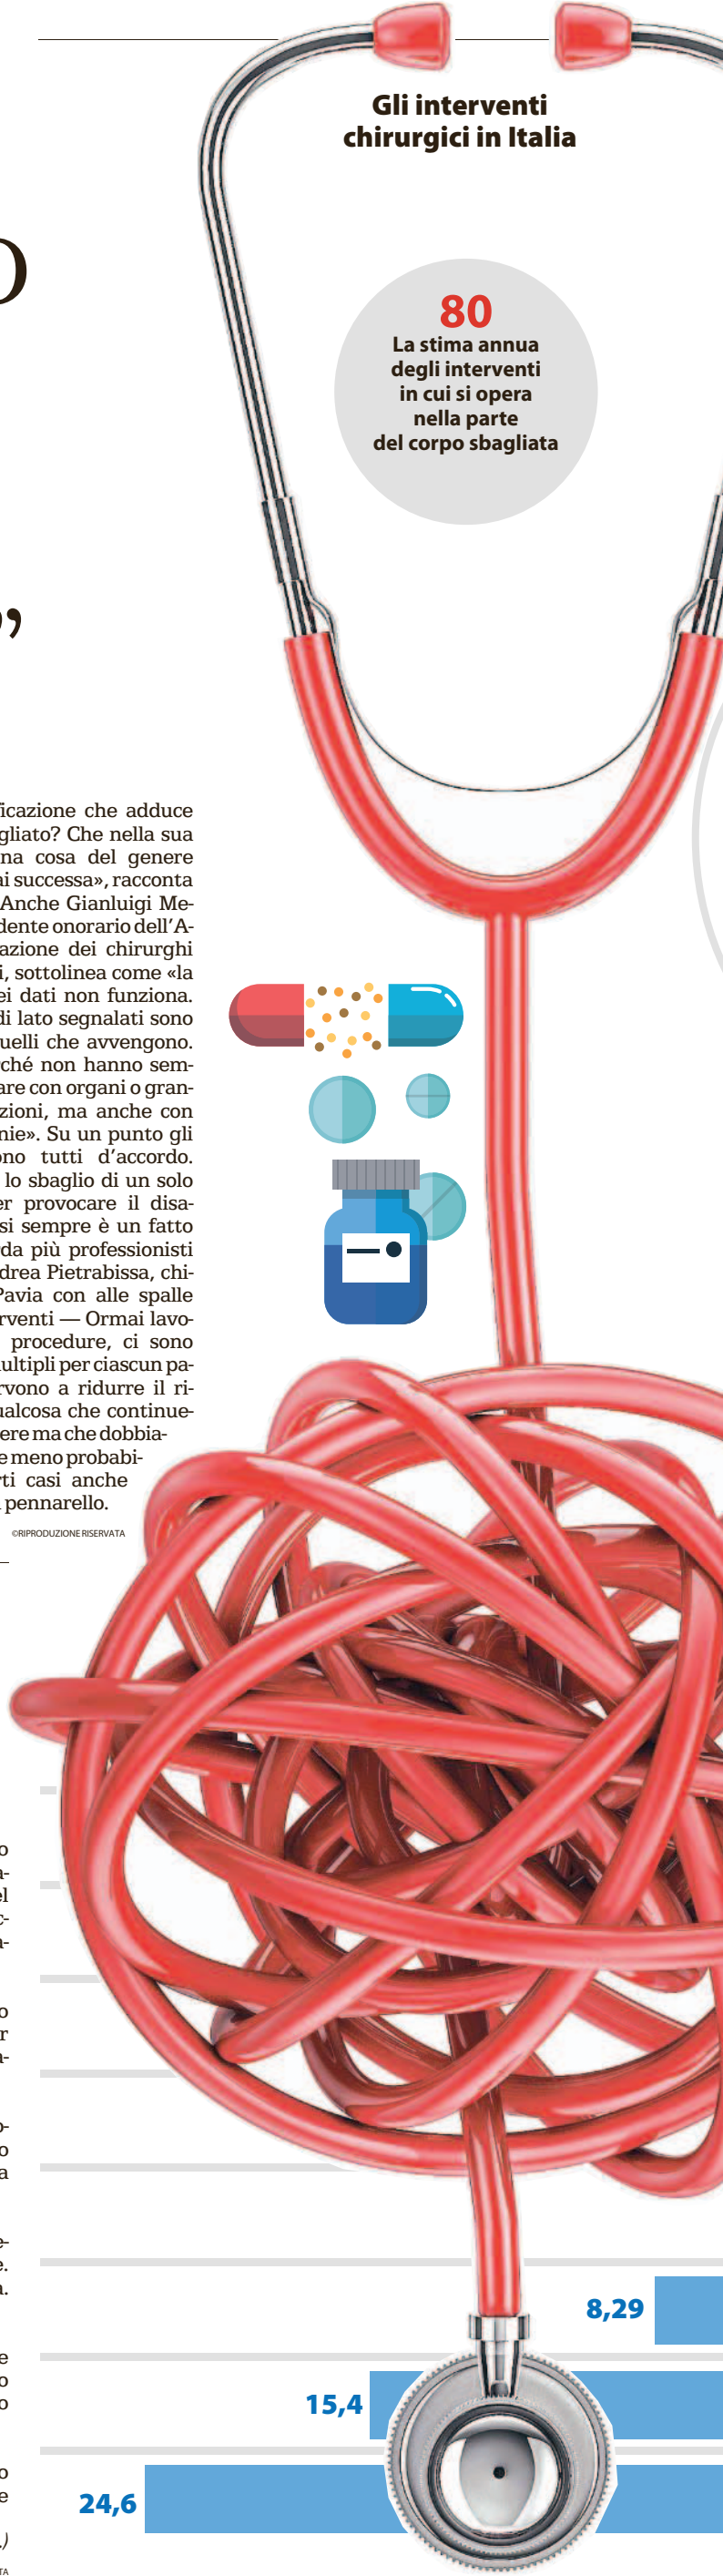 Gli interventi
chirurgici in Italia
O
80
La stima annua
degli interventi
in cui si opera
nella parte
del corpo sbagliata
”
icazione che adduce
gliato? Che nella sua
na cosa del genere
ai successa», racconta
Anche Gianluigi Me-
dente onorario dell’A-
azione dei chirurghi
i, sottolinea come «la
ei dati non funziona.
di lato segnalati sono
uelli che avvengono.
rché non hanno sem-
are con organi o gran-
zioni, ma anche con
nie». Su un punto gli
ono tutti d’accordo.
lo sbaglio di un solo
er provocare il disa-
si sempre è un fatto
da più professionisti
drea Pietrabissa, chi-
Pavia con alle spalle
rventi — Ormai lavo-
procedure, ci sono
ultipli per ciascun pa-
rvono a ridurre il ri-
ualcosa che continue-
ere ma che dobbia-
e meno probabi-
rti casi anche
pennarello.
©RIPRODUZIONE RISERVATA
o
a-
el
c-
a-
o
r
a-
o-
o
a
e-
e.
a.
e
o
o
o
e
.)
TA
8,29
15,4
24,6